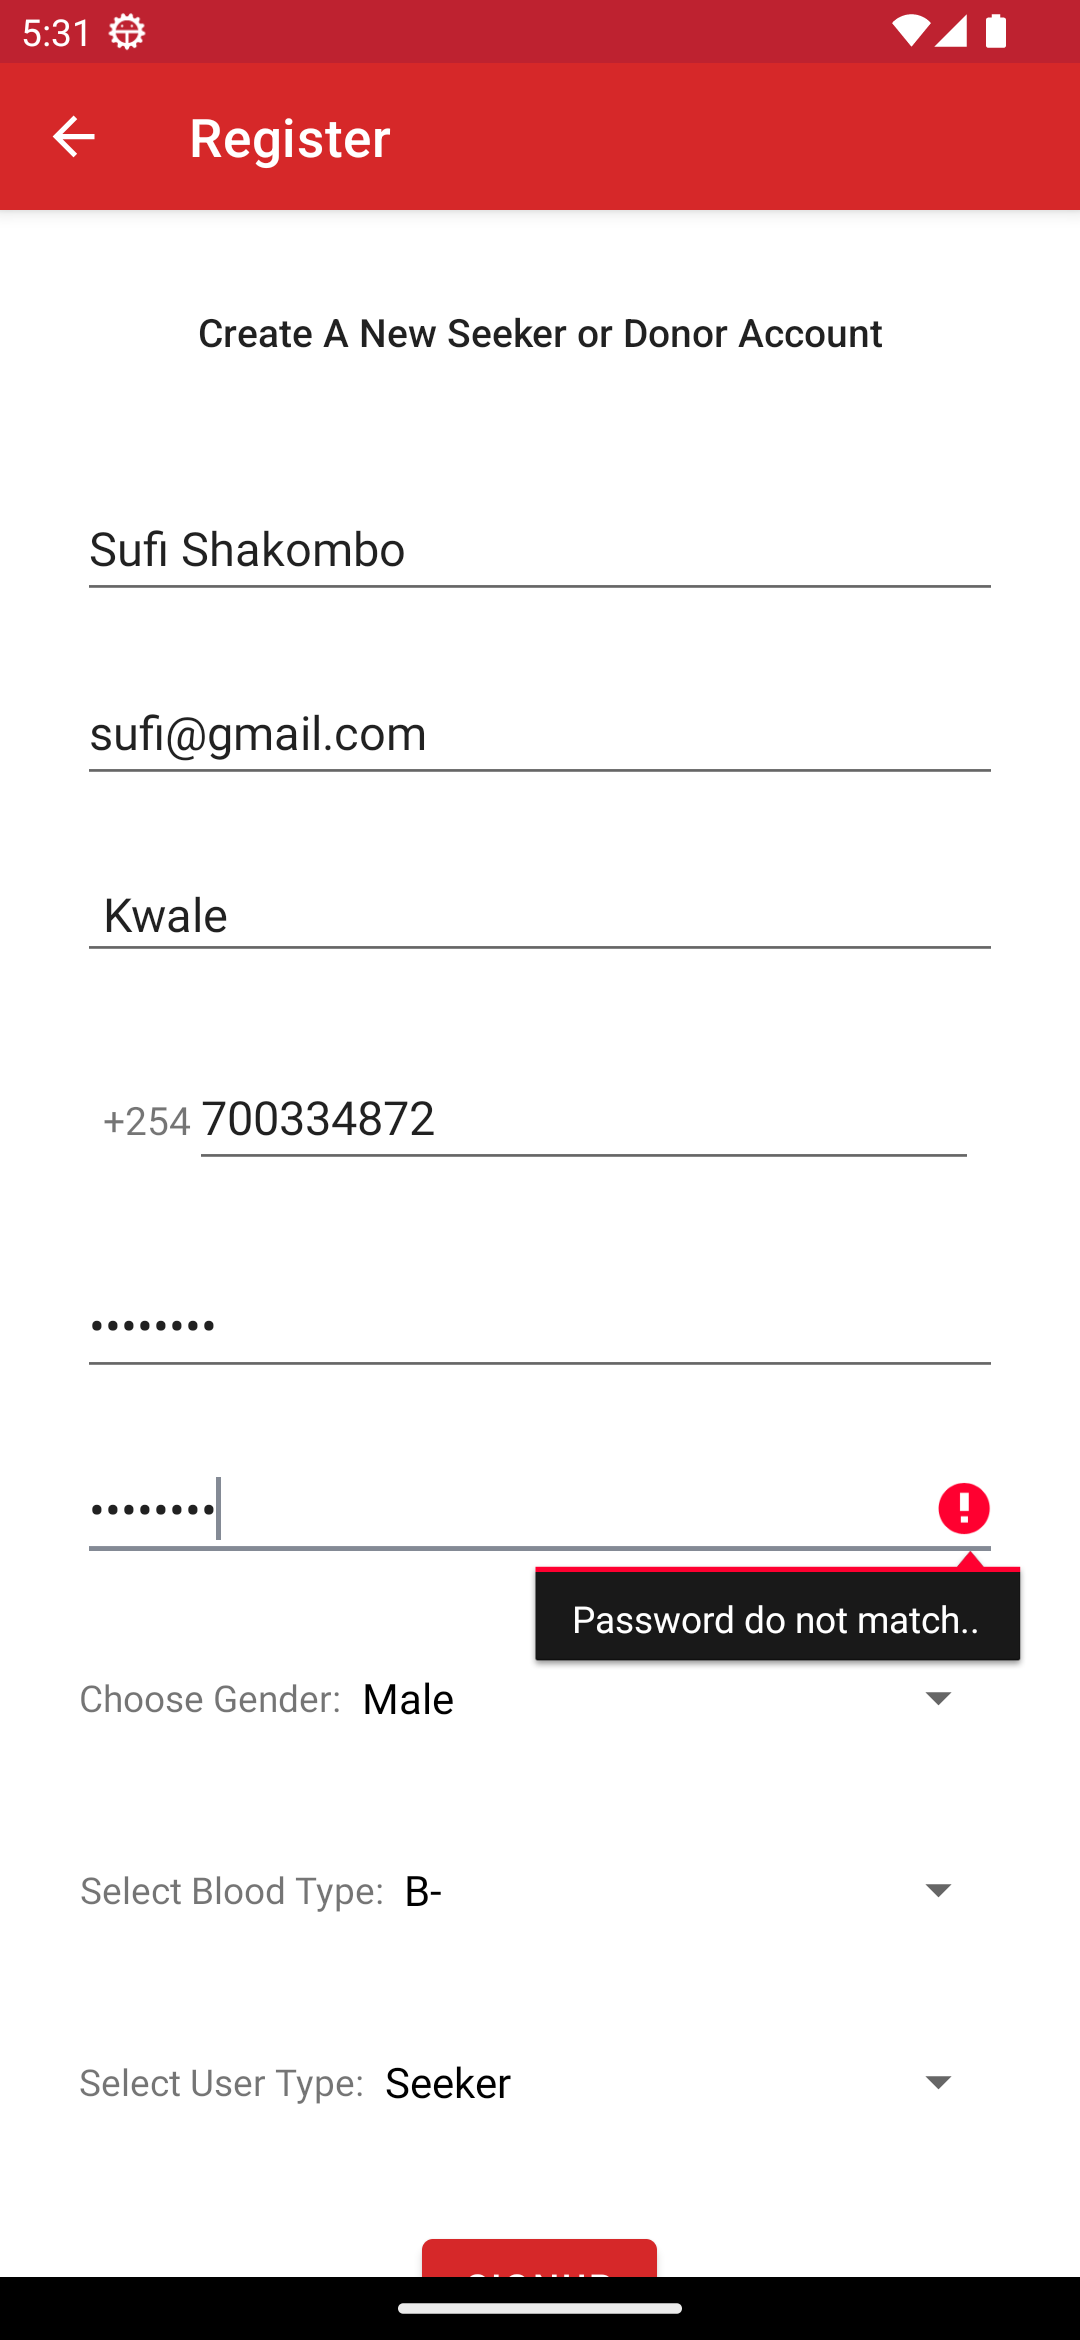 5:31
Register
Create A New Seeker or Donor Account
Sufi Shakombo
sufi@gmail.com
Kwale
+254 700334872
••••••••
••••••••
Password do not match..
Choose Gender: Male
Select Blood Type: B-
Select User Type: Seeker
SIGNUP